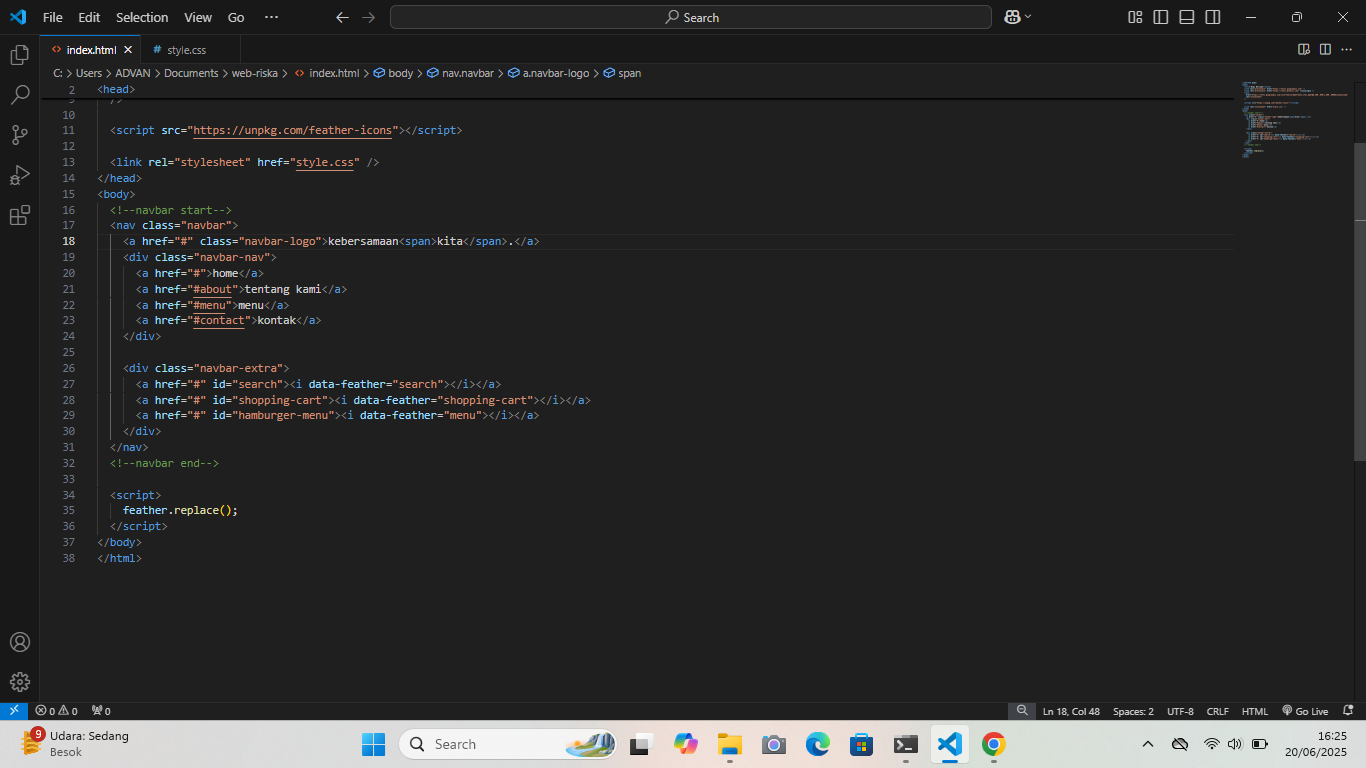 File Edit Selection View Go ··· Search
index.html style.css
C: > Users > ADVAN > Documents > web-riska > index.html > body > nav.navbar > a.navbar-logo > span
2 <head>
9 />
10
11 <script src="https://unpkg.com/feather-icons"></script>
12
13 <link rel="stylesheet" href="style.css" />
14 </head>
15 <body>
16 <!--navbar start-->
17 <nav class="navbar">
18 <a href="#" class="navbar-logo">kebersamaan<span>kita</span>.</a>
19 <div class="navbar-nav">
20 <a href="#">home</a>
21 <a href="#about">tentang kami</a>
22 <a href="#menu">menu</a>
23 <a href="#contact">kontak</a>
24 </div>
25
26 <div class="navbar-extra">
27 <a href="#" id="search"><i data-feather="search"></i></a>
28 <a href="#" id="shopping-cart"><i data-feather="shopping-cart"></i></a>
29 <a href="#" id="hamburger-menu"><i data-feather="menu"></i></a>
30 </div>
31 </nav>
32 <!--navbar end-->
33
34 <script>
35 feather.replace();
36 </script>
37 </body>
38 </html>
0 0 0 Ln 18, Col 48 Spaces: 2 UTF-8 CRLF HTML Go Live
9 Udara: Sedang
Besok
Search
16:25
20/06/2025